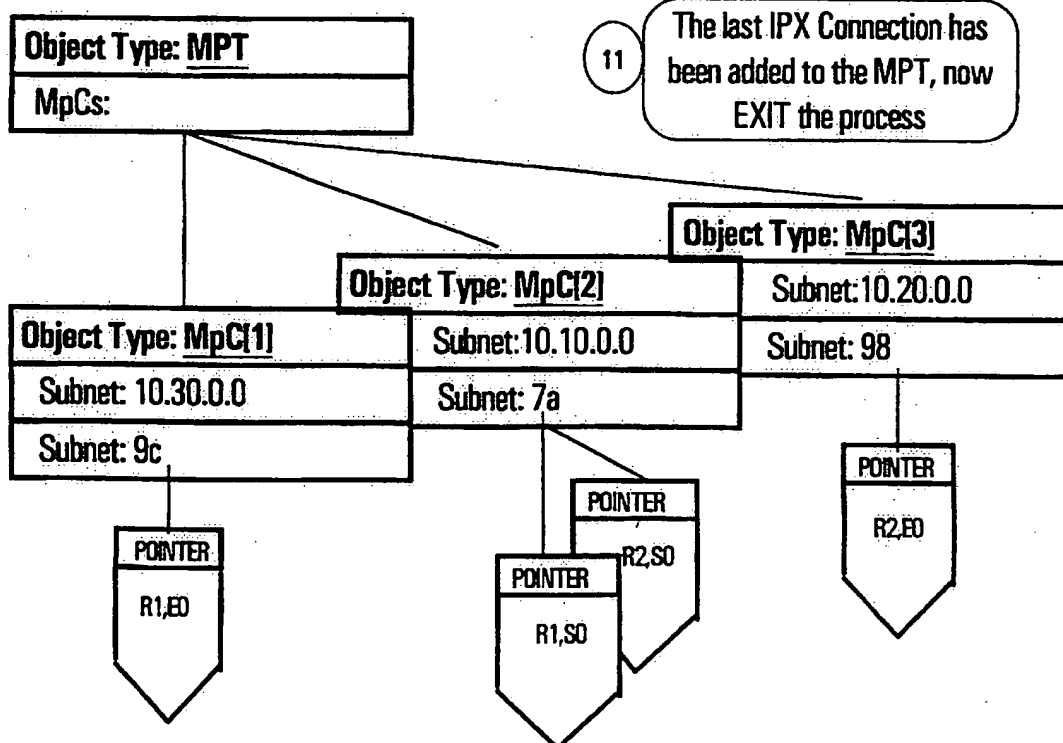 Object Type: MPT
MpCs:
11
The last IPX Connection has
been added to the MPT, now
EXIT the process
Object Type: MpC[3]
Subnet:10.20.0.0
Subnet: 98
Object Type: MpC[2]
Subnet:10.10.0.0
Subnet: 7a
Object Type: MpC[1]
Subnet: 10.30.0.0
Subnet: 9c
POINTER
R1,E0
POINTER
R1,S0
POINTER
R2,S0
POINTER
R2,E0